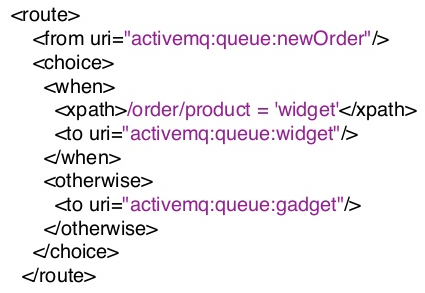 <route>
<from uri="activemq:queue:newOrder"/>
<choice>
<when>
<xpath>/order/product = 'widget'</xpath>
<to uri="activemq:queue:widget"/>
</when>
<otherwise>
<to uri="activemq:queue:gadget"/>
</otherwise>
</choice>
</route>